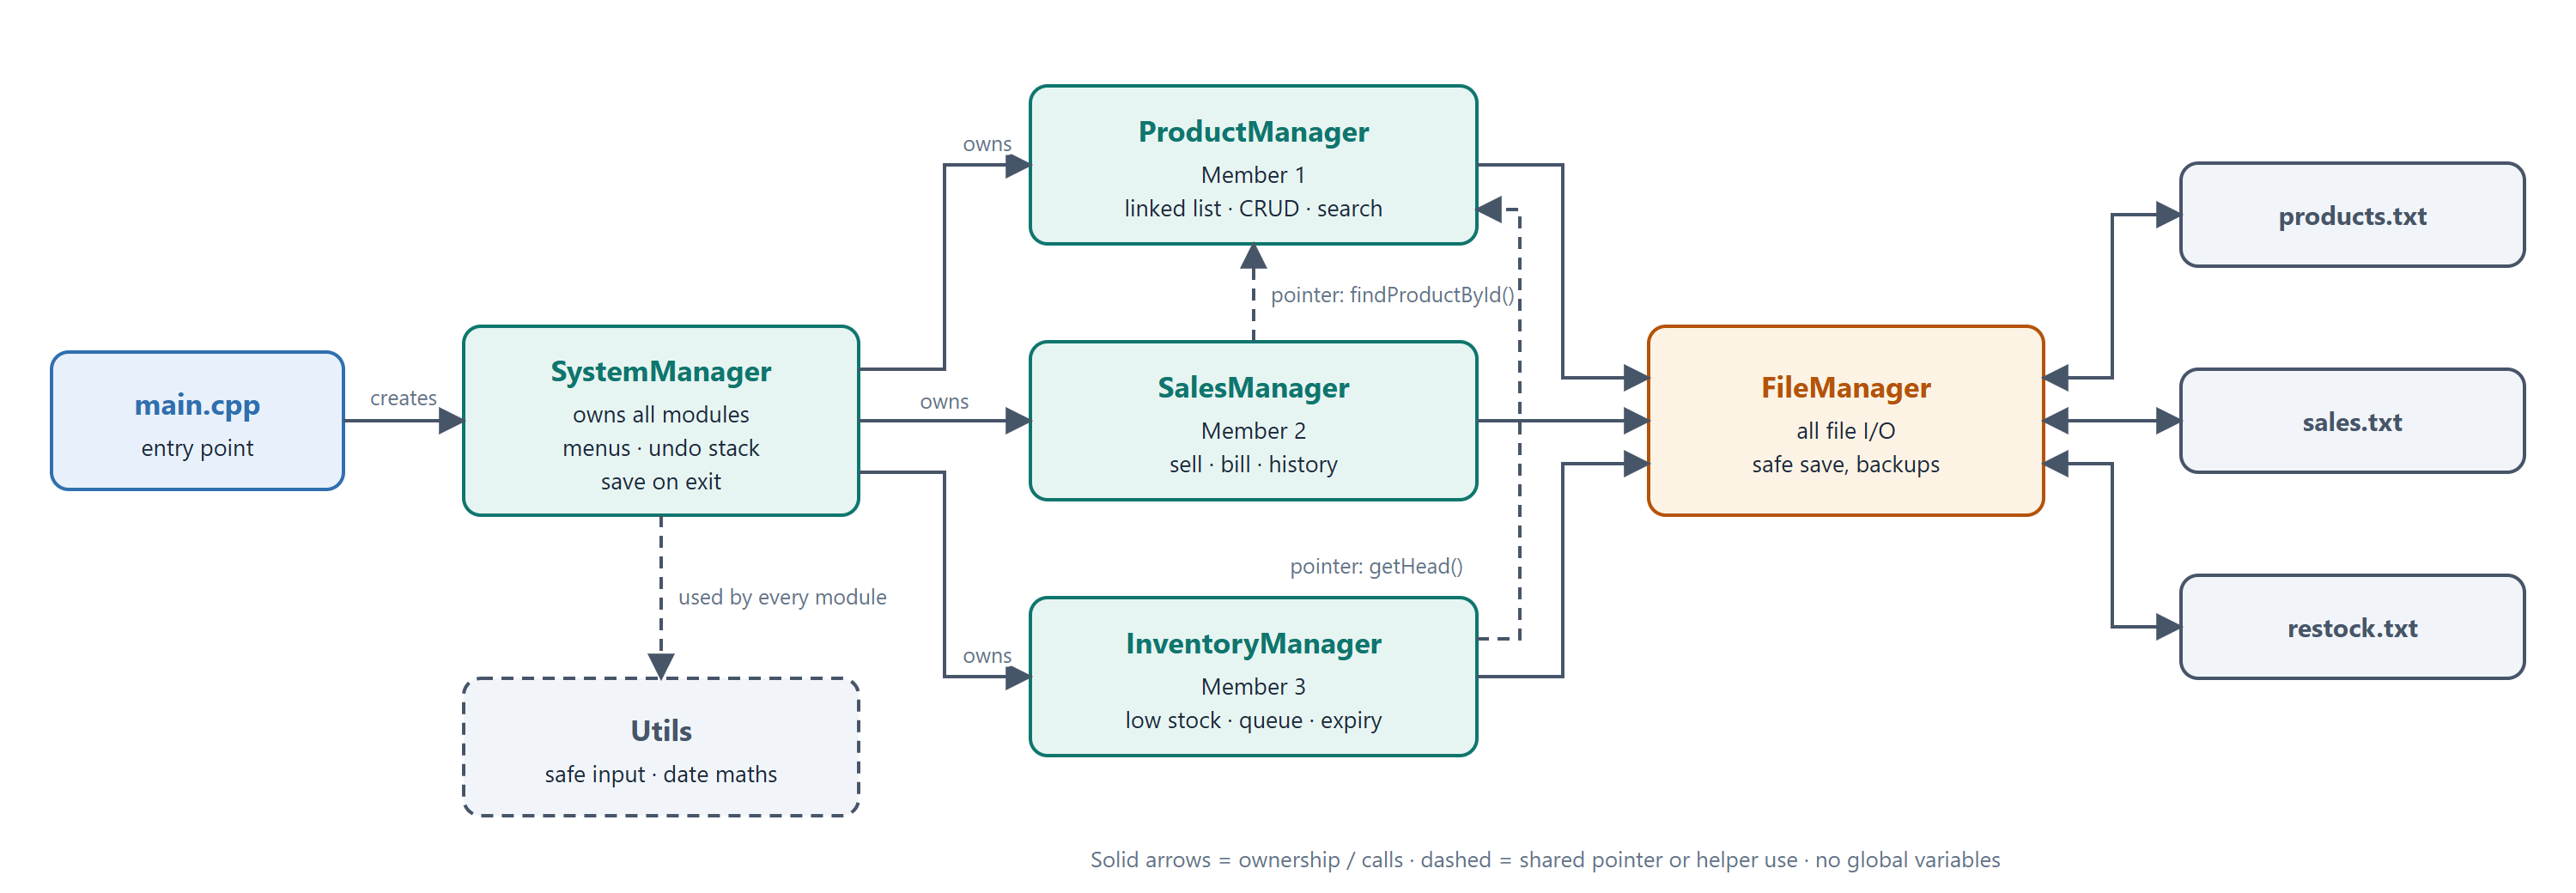 main.cpp
entry point
creates
SystemManager
owns all modules
menus · undo stack
save on exit
used by every module
Utils
safe input · date maths
owns
ProductManager
Member 1
linked list · CRUD · search
pointer: findProductById()
owns
SalesManager
Member 2
sell · bill · history
pointer: getHead()
owns
InventoryManager
Member 3
low stock · queue · expiry
FileManager
all file I/O
safe save, backups
products.txt
sales.txt
restock.txt
Solid arrows = ownership / calls · dashed = shared pointer or helper use · no global variables